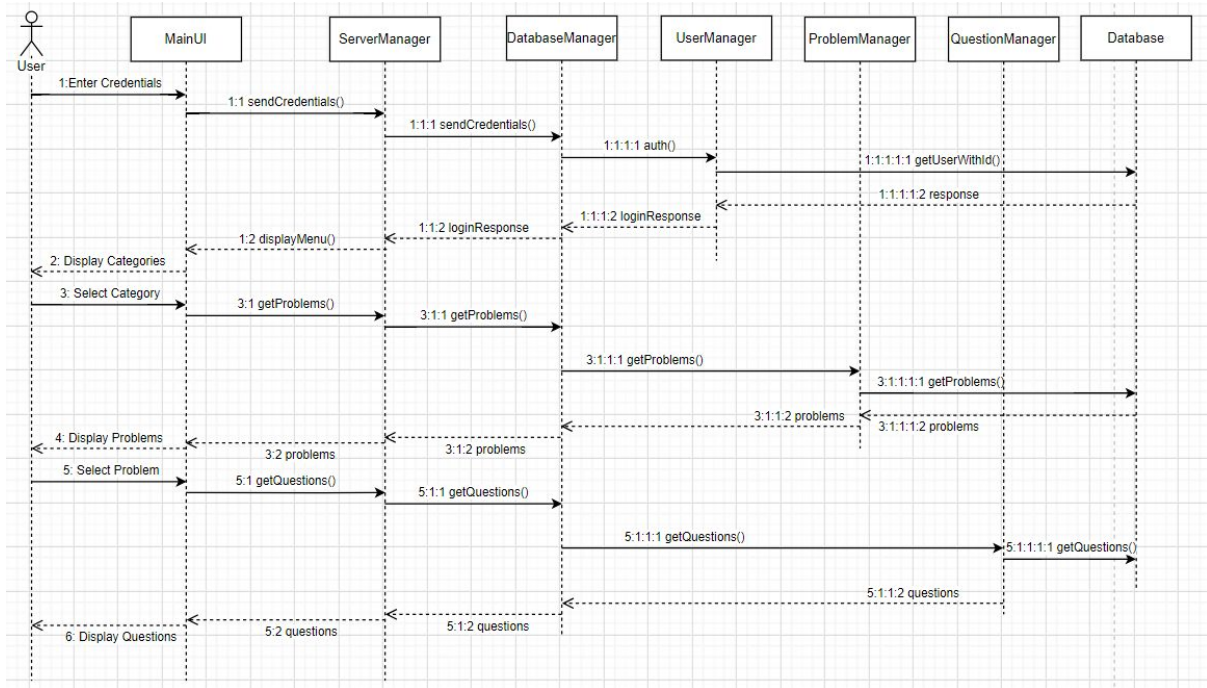 MainUI
ServerManager
DatabaseManager
UserManager
ProblemManager
QuestionManager
Database
User
1:Enter Credentials
1:1 sendCredentials()
1:1:1 sendCredentials()
1:1:1:1 auth()
1:1:1:1:1 getUserWithId()
1:1:1:1:2 response
1:1:1:2 loginResponse
1:1:2 loginResponse
1:2 displayMenu()
2: Display Categories
3: Select Category
3:1 getProblems()
3:1:1 getProblems()
3:1:1:1 getProblems()
3:1:1:1:1 getProblems()
3:1:1:2 problems
3:1:1:1:2 problems
4: Display Problems
3:2 problems
3:1:2 problems
5: Select Problem
5:1 getQuestions()
5:1:1 getQuestions()
5:1:1:1 getQuestions()
5:1:1:1:1 getQuestions()
5:1:1:2 questions
5:1:2 questions
5:2 questions
6: Display Questions